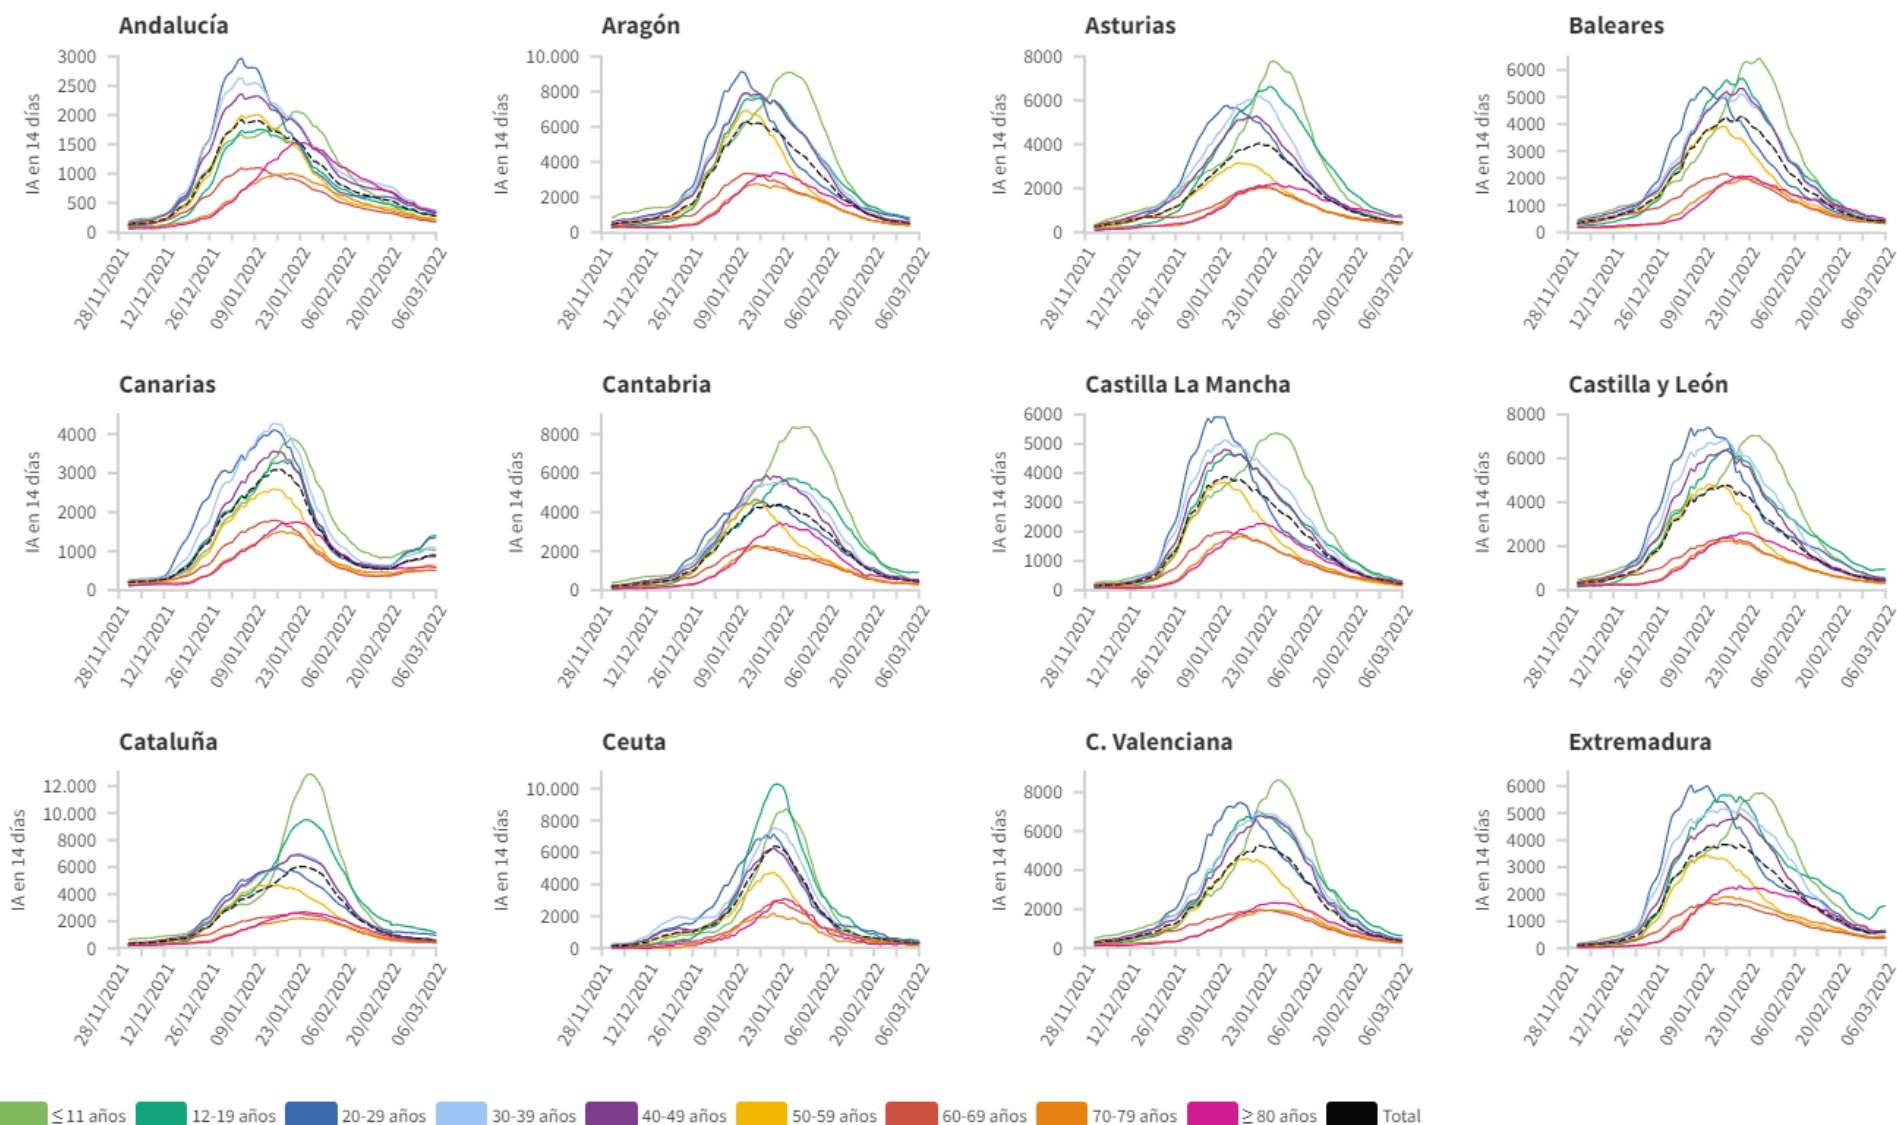 Andalucía
IA en 14 días
3000
2500
2000
1500
1000
500
0
28/11/2021 12/12/2021 26/12/2021 09/01/2022 23/01/2022 06/02/2022 20/02/2022 06/03/2022
Aragón
IA en 14 días
10.000
8000
6000
4000
2000
0
28/11/2021 12/12/2021 26/12/2021 09/01/2022 23/01/2022 06/02/2022 20/02/2022 06/03/2022
Asturias
IA en 14 días
8000
6000
4000
2000
0
28/11/2021 12/12/2021 26/12/2021 09/01/2022 23/01/2022 06/02/2022 20/02/2022 06/03/2022
Baleares
IA en 14 días
6000
5000
4000
3000
2000
1000
0
28/11/2021 12/12/2021 26/12/2021 09/01/2022 23/01/2022 06/02/2022 20/02/2022 06/03/2022
Canarias
IA en 14 días
4000
3000
2000
1000
0
28/11/2021 12/12/2021 26/12/2021 09/01/2022 23/01/2022 06/02/2022 20/02/2022 06/03/2022
Cantabria
IA en 14 días
8000
6000
4000
2000
0
28/11/2021 12/12/2021 26/12/2021 09/01/2022 23/01/2022 06/02/2022 20/02/2022 06/03/2022
Castilla La Mancha
IA en 14 días
6000
5000
4000
3000
2000
1000
0
28/11/2021 12/12/2021 26/12/2021 09/01/2022 23/01/2022 06/02/2022 20/02/2022 06/03/2022
Castilla y León
IA en 14 días
8000
6000
4000
2000
0
28/11/2021 12/12/2021 26/12/2021 09/01/2022 23/01/2022 06/02/2022 20/02/2022 06/03/2022
Cataluña
IA en 14 días
12.000
10.000
8000
6000
4000
2000
0
28/11/2021 12/12/2021 26/12/2021 09/01/2022 23/01/2022 06/02/2022 20/02/2022 06/03/2022
Ceuta
IA en 14 días
10.000
8000
6000
4000
2000
0
28/11/2021 12/12/2021 26/12/2021 09/01/2022 23/01/2022 06/02/2022 20/02/2022 06/03/2022
C. Valenciana
IA en 14 días
8000
6000
4000
2000
0
28/11/2021 12/12/2021 26/12/2021 09/01/2022 23/01/2022 06/02/2022 20/02/2022 06/03/2022
Extremadura
IA en 14 días
6000
5000
4000
3000
2000
1000
0
28/11/2021 12/12/2021 26/12/2021 09/01/2022 23/01/2022 06/02/2022 20/02/2022 06/03/2022
≤11 años 12-19 años 20-29 años 30-39 años 40-49 años 50-59 años 60-69 años 70-79 años ≥ 80 años Total